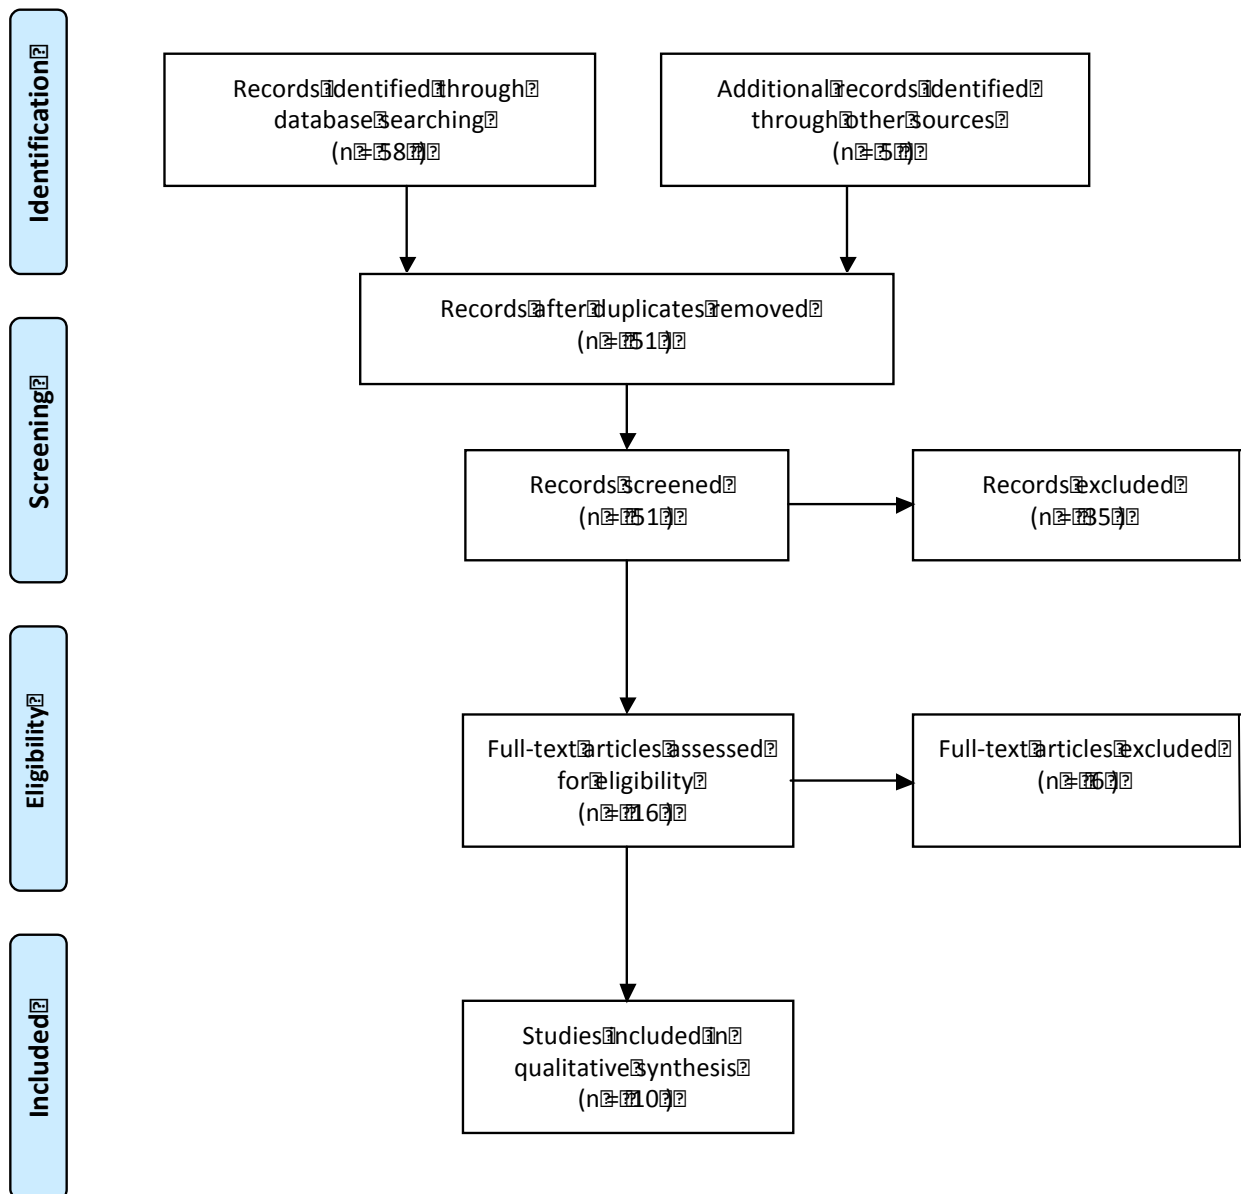 Identification
Records identified through
database searching
(n = 58 )
Additional records identified
through other sources
(n = 5 )
Records after duplicates removed
(n = 51 )
Screening
Records screened
(n = 51 )
Records excluded
(n = 35 )
Eligibility
Full-text articles assessed
for eligibility
(n = 16 )
Full-text articles excluded
(n = 6 )
Included
Studies included in
qualitative synthesis
(n = 10 )